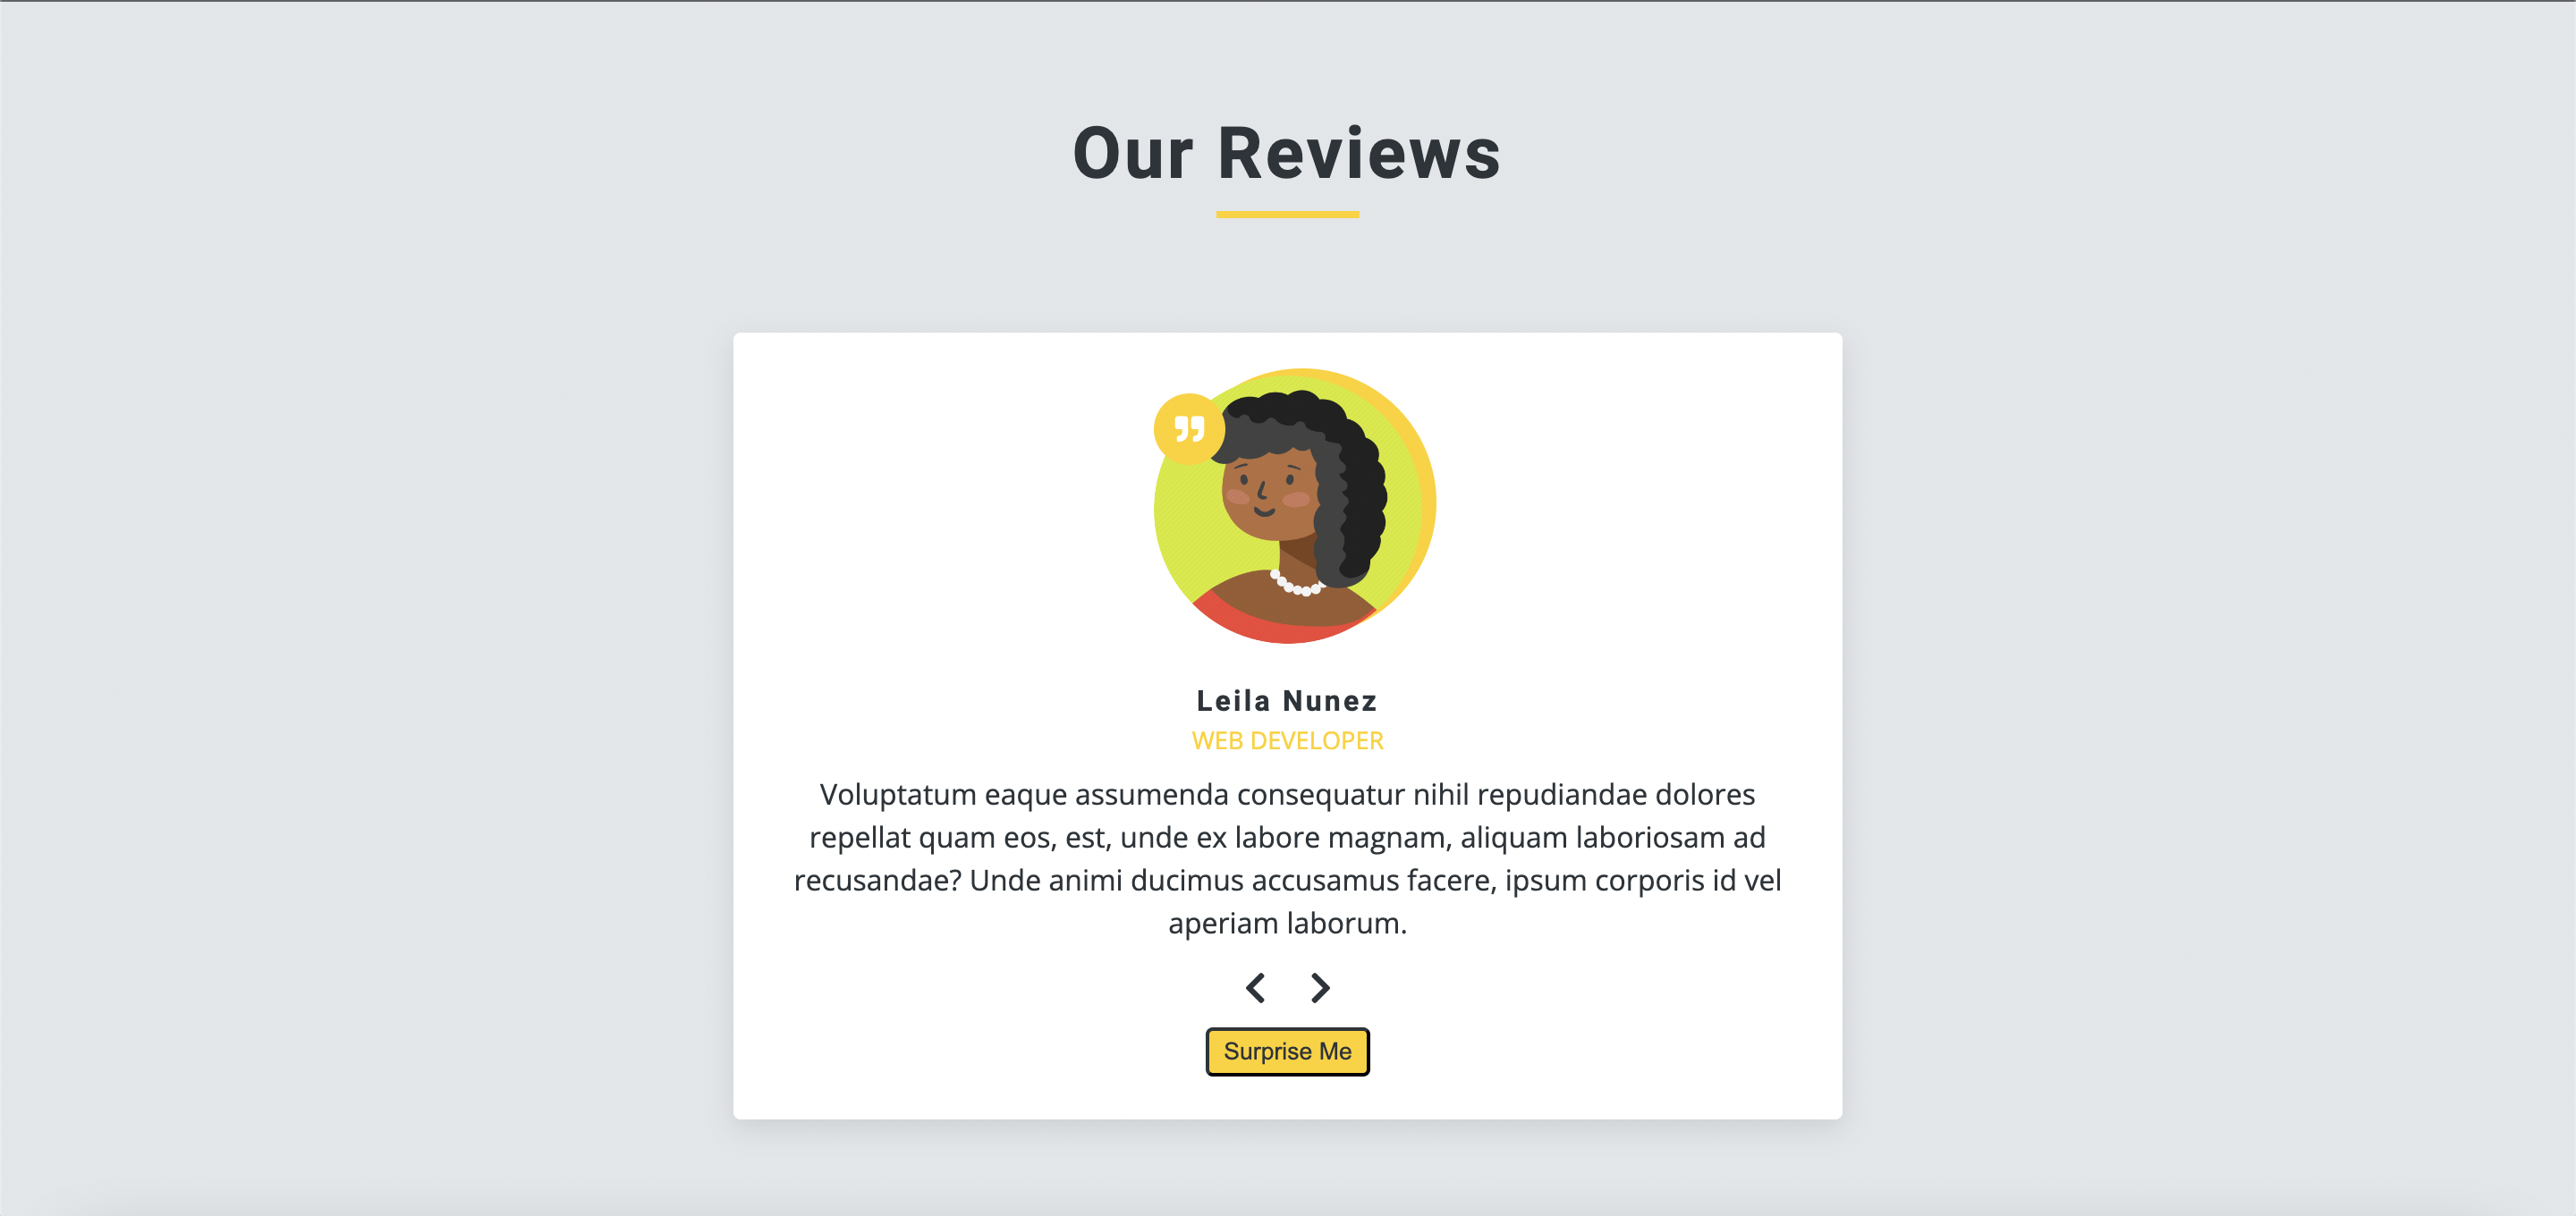 Our Reviews
Leila Nunez
WEB DEVELOPER
Voluptatum eaque assumenda consequatur nihil repudiandae dolores
repellat quam eos, est, unde ex labore magnam, aliquam laboriosam ad
recusandae? Unde animi ducimus accusamus facere, ipsum corporis id vel
aperiam laborum.
Surprise Me